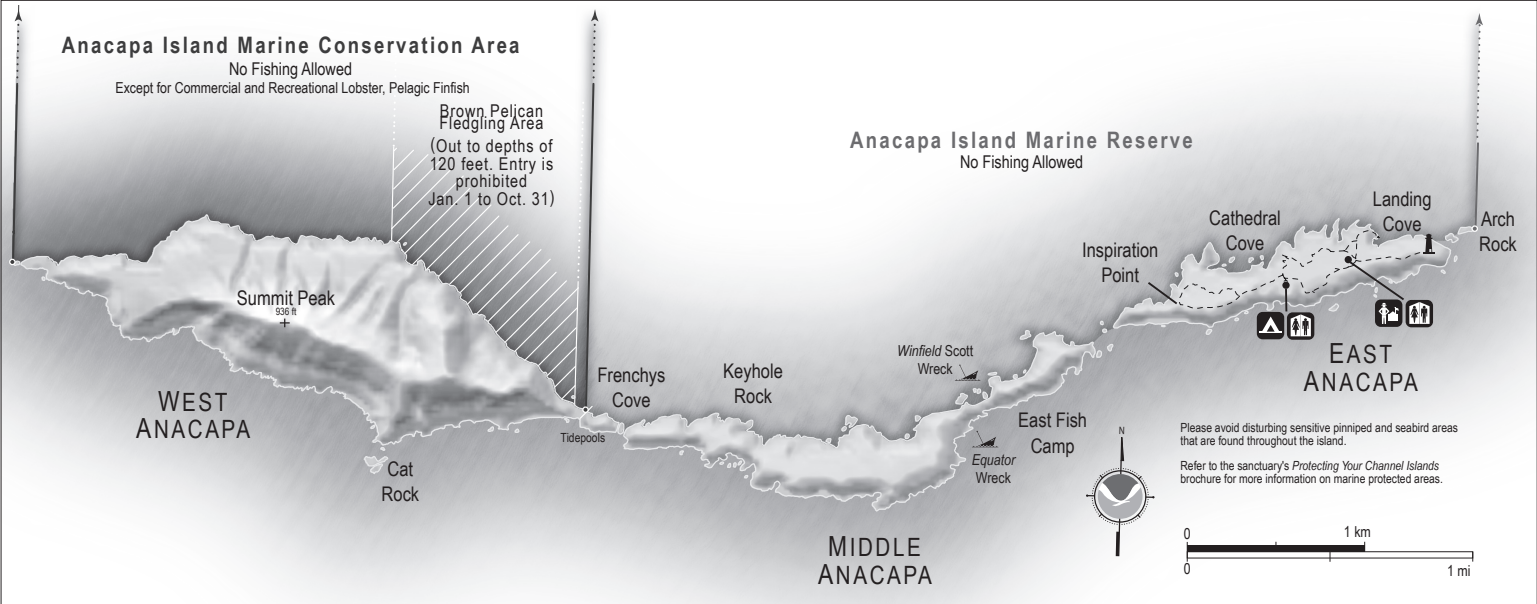 Anacapa Island Marine Conservation Area
No Fishing Allowed
Except for Commercial and Recreational Lobster, Pelagic Finfish
Brown Pelican
Fledgling Area
(Out to depths of
120 feet. Entry is
prohibited
Jan. 1 to Oct. 31)
Anacapa Island Marine Reserve
No Fishing Allowed
Landing
Cove
Arch
Rock
Cathedral
Cove
Inspiration
Point
Summit Peak
936 ft
WEST
ANACAPA
Cat
Rock
Tidepools
Frenchys
Cove
Keyhole
Rock
Winfield Scott
Wreck
Equator
Wreck
East Fish
Camp
MIDDLE
ANACAPA
EAST
ANACAPA
N
Please avoid disturbing sensitive pinniped and seabird areas
that are found throughout the island.
Refer to the sanctuary's Protecting Your Channel Islands
brochure for more information on marine protected areas.
0 1 km
0 1 mi